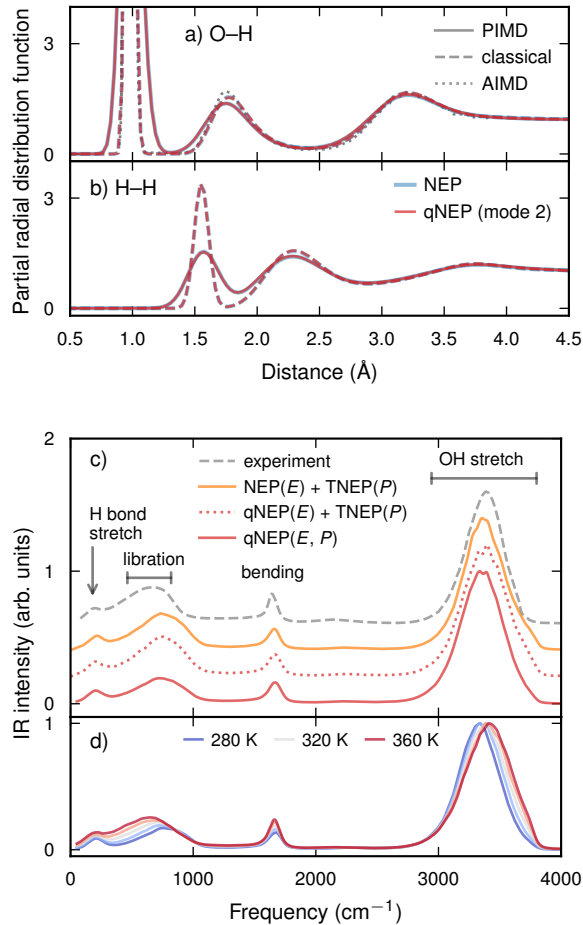 Partial radial distribution function
a) O–H
PIMD
classical
AIMD
3
0
b) H–H
NEP
qNEP (mode 2)
3
0
0.5 1.0 1.5 2.0 2.5 3.0 3.5 4.0 4.5
Distance (Å)
IR intensity (arb. units)
2
c)
experiment
NEP(E) + TNEP(P)
qNEP(E) + TNEP(P)
qNEP(E, P)
OH stretch
H bond
stretch
libration
bending
1
0
d)
280 K 320 K 360 K
1
0
0 1000 2000 3000 4000
Frequency (cm⁻¹)